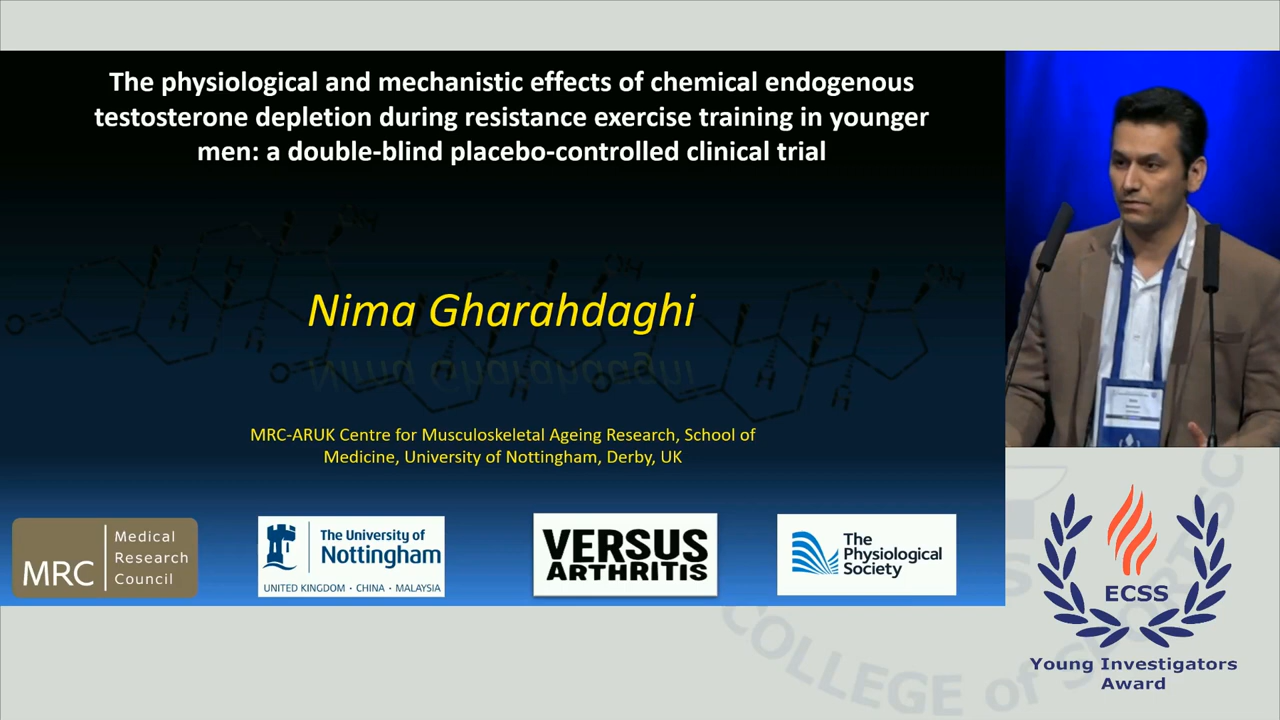 The physiological and mechanistic effects of chemical endogenous
testosterone depletion during resistance exercise training in younger
men: a double-blind placebo-controlled clinical trial
Nima Gharahdaghi
MRC-ARUK Centre for Musculoskeletal Ageing Research, School of
Medicine, University of Nottingham, Derby, UK
MRC
Medical
Research
Council
The University of
Nottingham
UNITED KINGDOM · CHINA · MALAYSIA
VERSUS
ARTHRITIS
The
Physiological
Society
ECSS
Young Investigators
Award
COLLEGE of